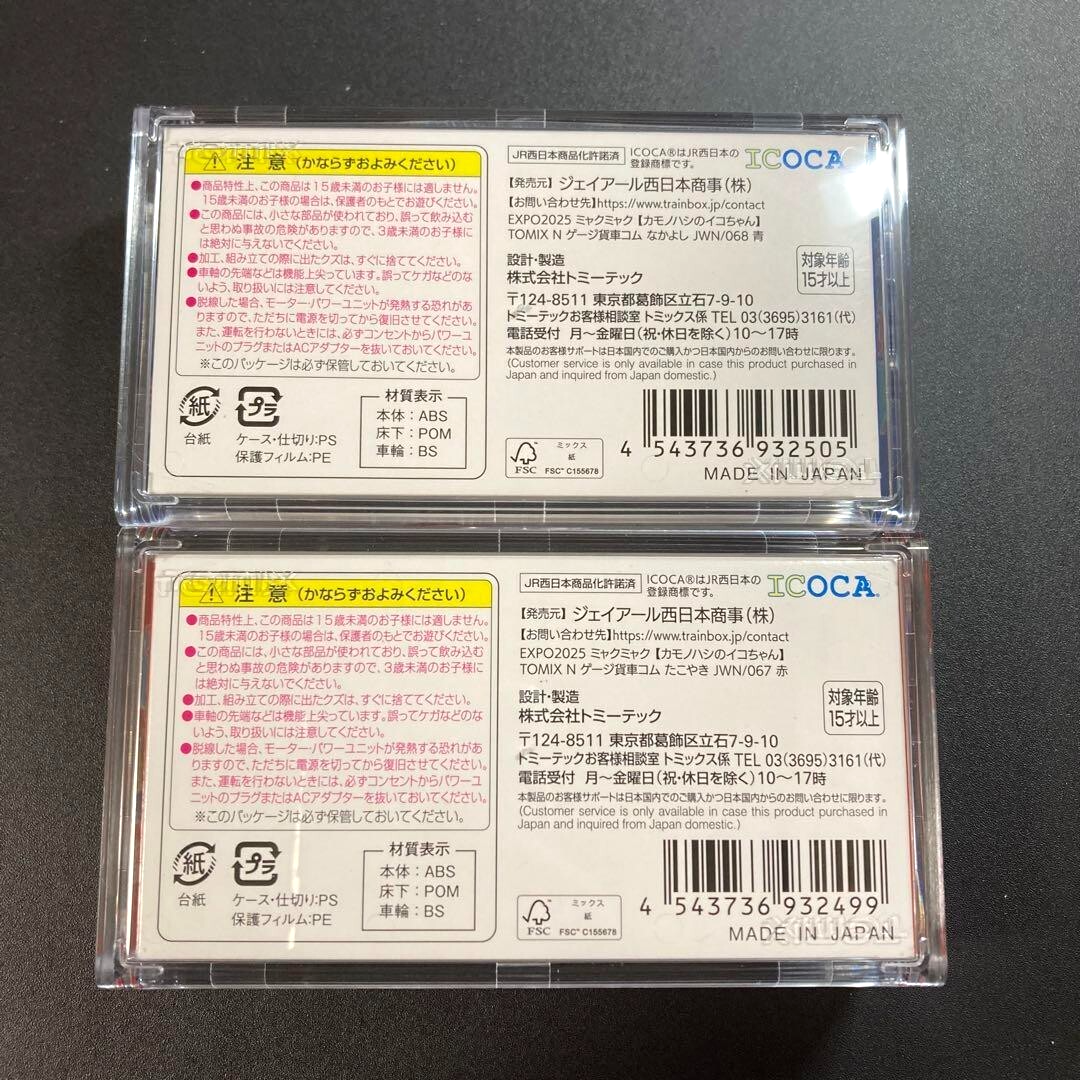 TOMIX
⚠ 注意 (かならずおよみください)
●商品特性上、この商品は15歳未満のお子様には適しません。
15歳未満のお子様の場合は、保護者のもとでお遊びください。
●この商品には、小さな部品が使われており、誤って飲み込む
と思わぬ事故の危険がありますので、3歳未満のお子様に
は絶対に与えないでください。
●加工、組み立ての際に出たクズは、すぐに捨ててください。
●車軸の先端などは機能上尖っています。誤ってケガなどのな
いよう、取り扱いには注意してください。
●脱線した場合、モーター・パワーユニットが発熱する恐れがあ
りますので、ただちに電源を切ってから復旧させてください。
また、運転を行わないときには、必ずコンセントからパワーユ
ニットのプラグまたはACアダプターを抜いておいてください。
※このパッケージは必ず保管しておいてください。
紙
台紙
プラ
ケース・仕切り:PS
保護フィルム:PE
材質表示
本体:ABS
床下:POM
車輪:BS
JR西日本商品化許諾済
ICOCA®はJR西日本の
登録商標です。
ICOCA
【発売元】ジェイアール西日本商事(株)
【お問い合わせ先】https://www.trainbox.jp/contact
EXPO2025 ミャクミャク【カモノハシのイコちゃん】
TOMIX N ゲージ貨車コム なかよし JWN/068 青
設計・製造
株式会社トミーテック
対象年齢
15才以上
〒124-8511 東京都葛飾区立石7-9-10
トミーテックお客様相談室 トミックス係 TEL 03(3695)3161(代)
電話受付 月〜金曜日(祝・休日を除く)10〜17時
本製品のお客様サポートは日本国内でのご購入かつ日本国内からのお問い合わせに限ります。
(Customer service is only available in case this product purchased in
Japan and inquired from Japan domestic.)
FSC
ミックス
紙
FSC™ C155678
4 543736 932505
MADE IN JAPAN
TOMIX
TOMIX
⚠ 注意 (かならずおよみください)
●商品特性上、この商品は15歳未満のお子様には適しません。
15歳未満のお子様の場合は、保護者のもとでお遊びください。
●この商品には、小さな部品が使われており、誤って飲み込む
と思わぬ事故の危険がありますので、3歳未満のお子様に
は絶対に与えないでください。
●加工、組み立ての際に出たクズは、すぐに捨ててください。
●車軸の先端などは機能上尖っています。誤ってケガなどのな
いよう、取り扱いには注意してください。
●脱線した場合、モーター・パワーユニットが発熱する恐れがあ
りますので、ただちに電源を切ってから復旧させてください。
また、運転を行わないときには、必ずコンセントからパワーユ
ニットのプラグまたはACアダプターを抜いておいてください。
※このパッケージは必ず保管しておいてください。
紙
台紙
プラ
ケース・仕切り:PS
保護フィルム:PE
材質表示
本体:ABS
床下:POM
車輪:BS
JR西日本商品化許諾済
ICOCA®はJR西日本の
登録商標です。
ICOCA
【発売元】ジェイアール西日本商事(株)
【お問い合わせ先】https://www.trainbox.jp/contact
EXPO2025 ミャクミャク【カモノハシのイコちゃん】
TOMIX N ゲージ貨車コム たこやき JWN/067 赤
設計・製造
株式会社トミーテック
対象年齢
15才以上
〒124-8511 東京都葛飾区立石7-9-10
トミーテックお客様相談室 トミックス係 TEL 03(3695)3161(代)
電話受付 月〜金曜日(祝・休日を除く)10〜17時
本製品のお客様サポートは日本国内でのご購入かつ日本国内からのお問い合わせに限ります。
(Customer service is only available in case this product purchased in
Japan and inquired from Japan domestic.)
FSC
ミックス
紙
FSC™ C155678
4 543736 932499
MADE IN JAPAN
TOMIX